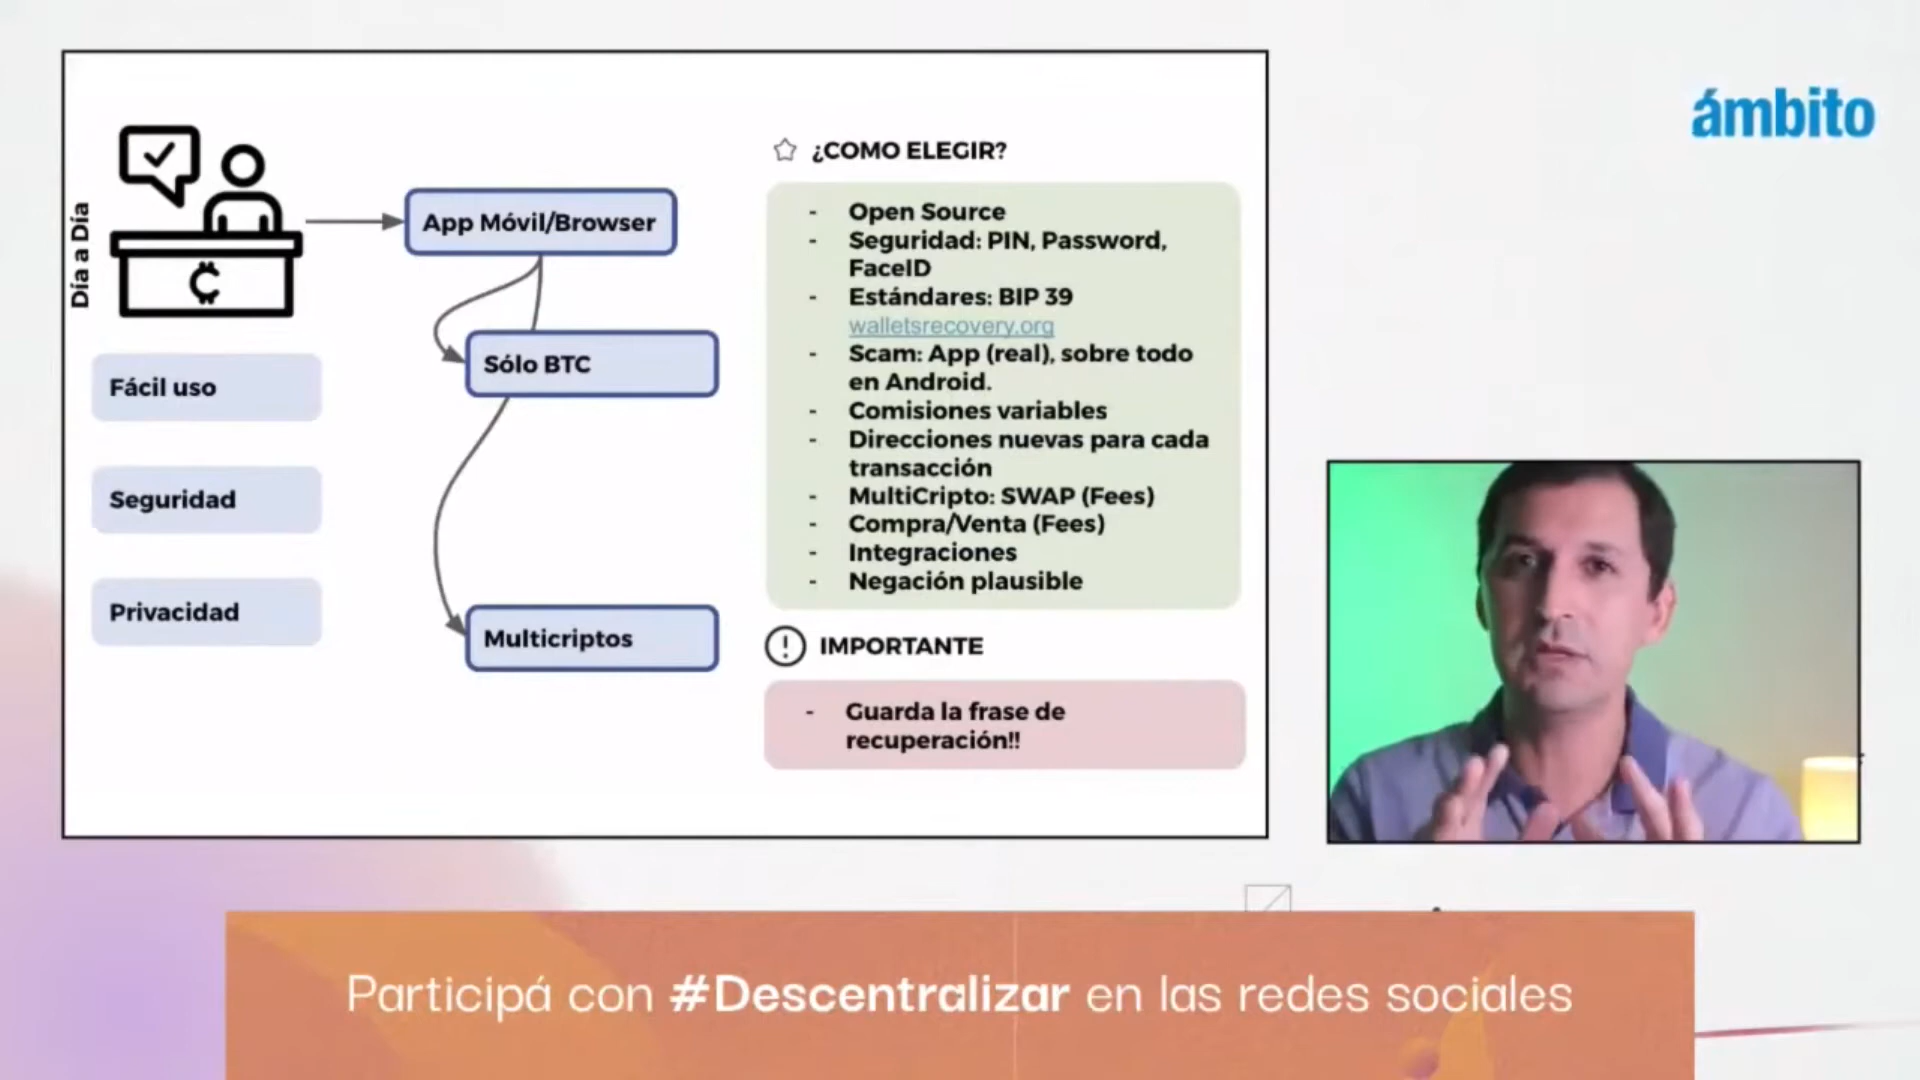 ámbito
Día a Día
Fácil uso
Seguridad
Privacidad
App Móvil/Browser
Sólo BTC
Multicriptos
¿COMO ELEGIR?
- Open Source
- Seguridad: PIN, Password,
FaceID
- Estándares: BIP 39
walletsrecovery.org
- Scam: App (real), sobre todo
en Android.
- Comisiones variables
- Direcciones nuevas para cada
transacción
- MultiCripto: SWAP (Fees)
- Compra/Venta (Fees)
- Integraciones
- Negación plausible
IMPORTANTE
- Guarda la frase de
recuperación!!
Participá con #Descentralizar en las redes sociales